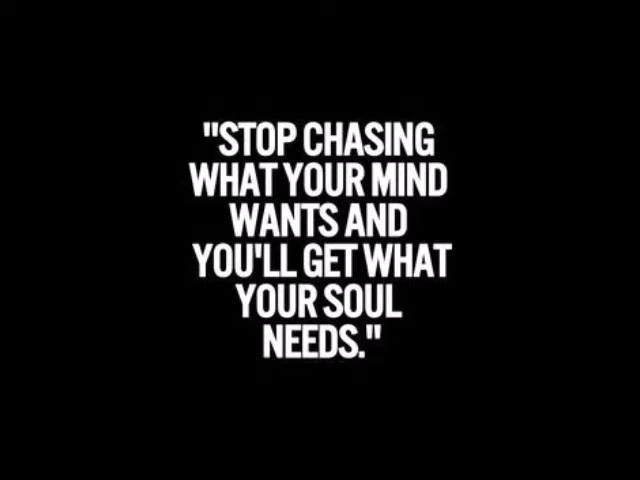 "STOP CHASING
WHAT YOUR MIND
WANTS AND
YOU'LL GET WHAT
YOUR SOUL
NEEDS."